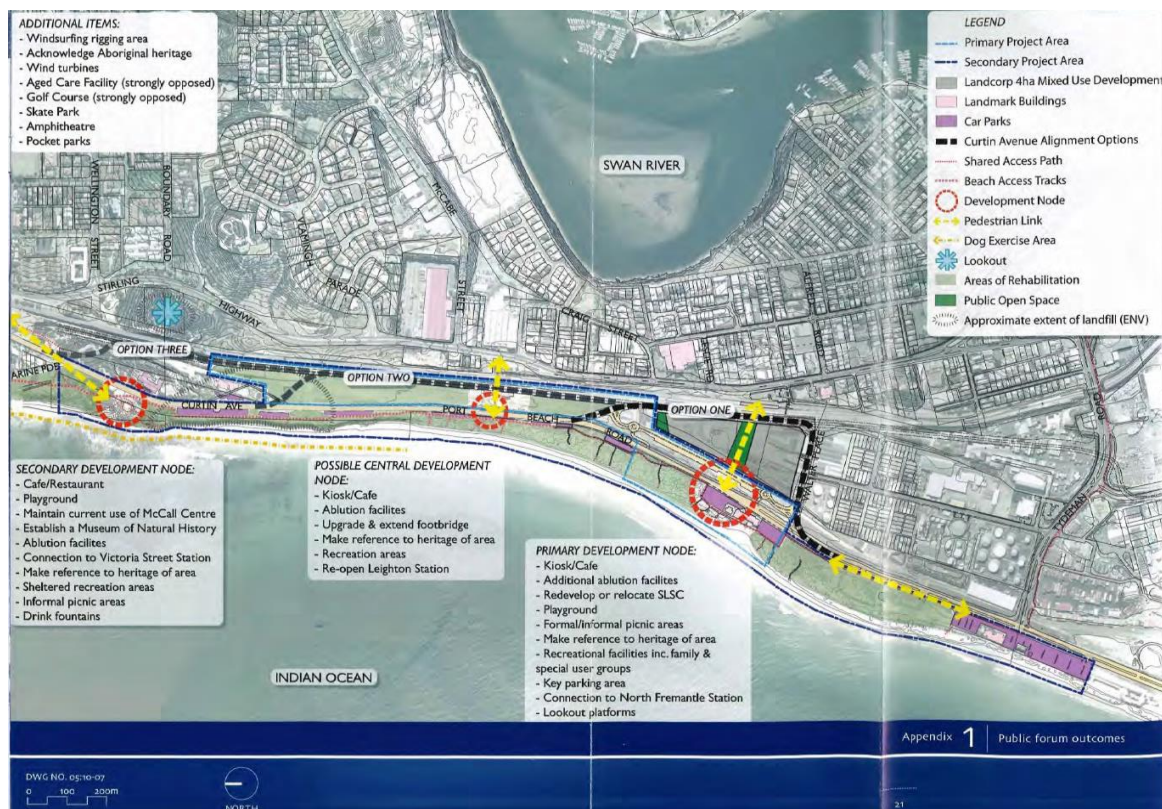 ADDITIONAL ITEMS:
- Windsurfing rigging area
- Acknowledge Aboriginal heritage
- Wind turbines
- Aged Care Facility (strongly opposed)
- Golf Course (strongly opposed)
- Skate Park
- Amphitheatre
- Pocket parks
LEGEND
Primary Project Area
Secondary Project Area
Landcorp 4ha Mixed Use Development
Landmark Buildings
Car Parks
Curtin Avenue Alignment Options
Shared Access Path
Beach Access Tracks
Development Node
Pedestrian Link
Dog Exercise Area
Lookout
Areas of Rehabilitation
Public Open Space
Approximate extent of landfill (ENV)
SWAN RIVER
WELLINGTON
STREET
BOUNDARY
ROAD
McCABE
STREET
PARADE
STIRLING
HIGHWAY
CRAIG STREET
OPTION THREE
OPTION TWO
OPTION ONE
ARINE PDE
CURTIN AVE
PORT BEACH
ROAD
WALTER PLACE
SECONDARY DEVELOPMENT NODE:
- Cafe/Restaurant
- Playground
- Maintain current use of McCall Centre
- Establish a Museum of Natural History
- Ablution facilites
- Connection to Victoria Street Station
- Make reference to heritage of area
- Sheltered recreation areas
- Informal picnic areas
- Drink fountains
POSSIBLE CENTRAL DEVELOPMENT
NODE:
- Kiosk/Cafe
- Ablution facilites
- Upgrade & extend footbridge
- Make reference to heritage of area
- Recreation areas
- Re-open Leighton Station
PRIMARY DEVELOPMENT NODE:
- Kiosk/Cafe
- Additional ablution facilites
- Redevelop or relocate SLSC
- Playground
- Formal/informal picnic areas
- Make reference to heritage of area
- Recreational facilities inc. family &
special user groups
- Key parking area
- Connection to North Fremantle Station
- Lookout platforms
INDIAN OCEAN
Appendix 1 Public forum outcomes
DWG NO. 05:10-07
0 100 200m
NORTH
21